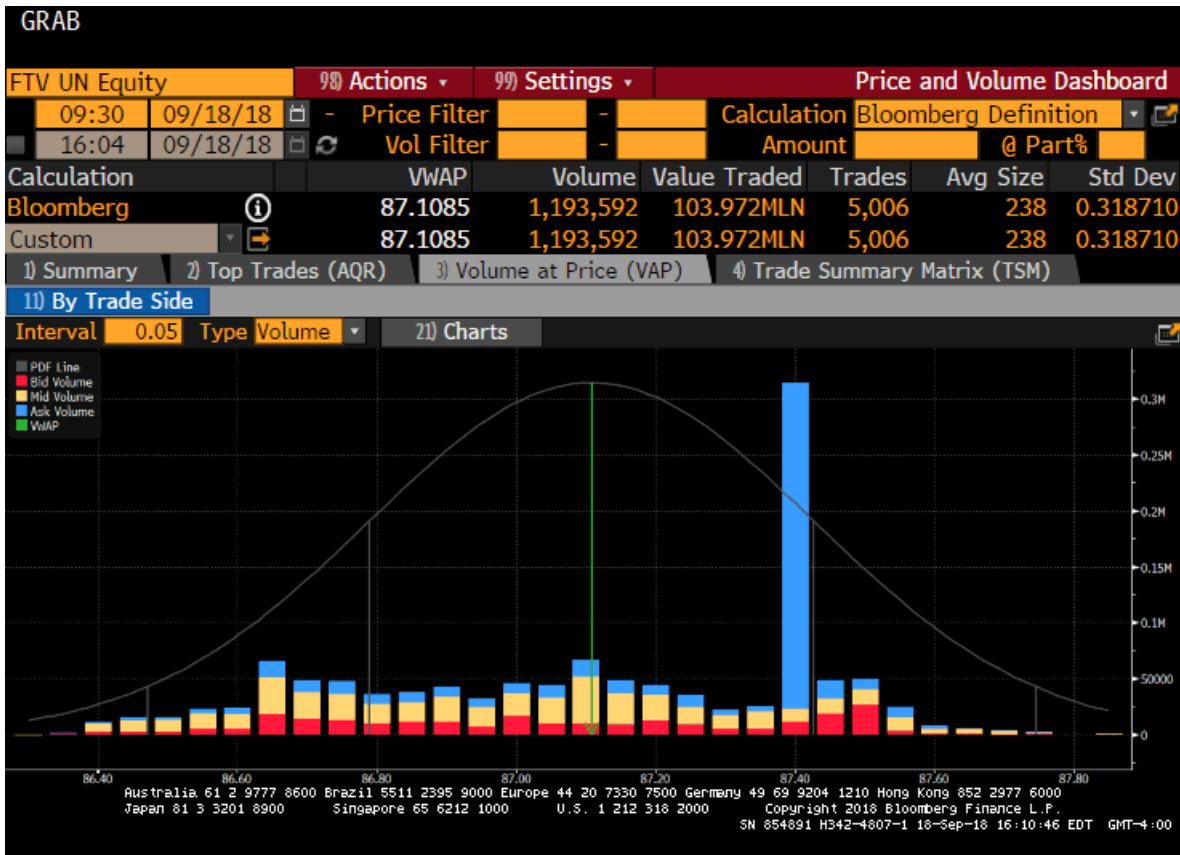 GRAB
FTV UN Equity 98) Actions 99) Settings Price and Volume Dashboard
09:30 09/18/18 - Price Filter - Calculation Bloomberg Definition
16:04 09/18/18 Vol Filter - Amount @ Part%
Calculation VWAP Volume Value Traded Trades Avg Size Std Dev
Bloomberg 87.1085 1,193,592 103.972MLN 5,006 238 0.318710
Custom 87.1085 1,193,592 103.972MLN 5,006 238 0.318710
1) Summary 2) Top Trades (AQR) 3) Volume at Price (VAP) 4) Trade Summary Matrix (TSM)
11) By Trade Side
Interval 0.05 Type Volume 21) Charts
PDF Line
Bid Volume
Mid Volume
Ask Volume
VWAP
0.3M
0.25M
0.2M
0.15M
0.1M
50000
0
86.40 86.60 86.80 87.00 87.20 87.40 87.60 87.80
Australia 61 2 9777 8600 Brazil 5511 2395 9000 Europe 44 20 7330 7500 Germany 49 69 9204 1210 Hong Kong 852 2977 6000
Japan 81 3 3201 8900 Singapore 65 6212 1000 U.S. 1 212 318 2000 Copyright 2018 Bloomberg Finance L.P.
SN 854891 H342-4807-1 18-Sep-18 16:10:46 EDT GMT-4:00